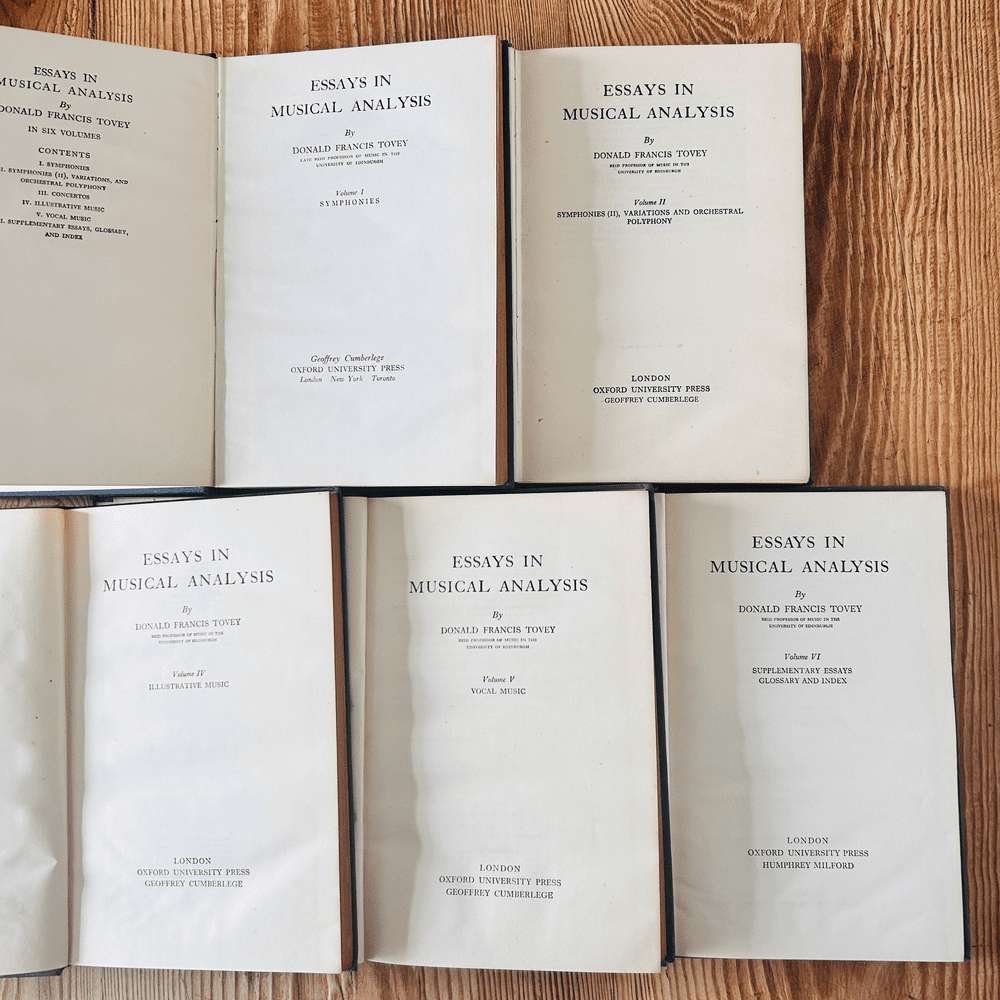 ESSAYS IN
MUSICAL ANALYSIS
By
DONALD FRANCIS TOVEY
IN SIX VOLUMES
CONTENTS
I. SYMPHONIES
I. SYMPHONIES (II), VARIATIONS, AND
ORCHESTRAL POLYPHONY
III. CONCERTOS
IV. ILLUSTRATIVE MUSIC
V. VOCAL MUSIC
I. SUPPLEMENTARY ESSAYS, GLOSSARY,
AND INDEX
ESSAYS IN
MUSICAL ANALYSIS
By
DONALD FRANCIS TOVEY
LATE REID PROFESSOR OF MUSIC IN THE
UNIVERSITY OF EDINBURGH
Volume I
SYMPHONIES
Geoffrey Cumberlege
OXFORD UNIVERSITY PRESS
London New York Toronto
ESSAYS IN
MUSICAL ANALYSIS
By
DONALD FRANCIS TOVEY
REID PROFESSOR OF MUSIC IN THE
UNIVERSITY OF EDINBURGH
Volume II
SYMPHONIES (II), VARIATIONS AND ORCHESTRAL
POLYPHONY
LONDON
OXFORD UNIVERSITY PRESS
GEOFFREY CUMBERLEGE
ESSAYS IN
MUSICAL ANALYSIS
By
DONALD FRANCIS TOVEY
REID PROFESSOR OF MUSIC IN THE
UNIVERSITY OF EDINBURGH
Volume IV
ILLUSTRATIVE MUSIC
LONDON
OXFORD UNIVERSITY PRESS
GEOFFREY CUMBERLEGE
ESSAYS IN
MUSICAL ANALYSIS
By
DONALD FRANCIS TOVEY
REID PROFESSOR OF MUSIC IN THE
UNIVERSITY OF EDINBURGH
Volume V
VOCAL MUSIC
LONDON
OXFORD UNIVERSITY PRESS
GEOFFREY CUMBERLEGE
ESSAYS IN
MUSICAL ANALYSIS
By
DONALD FRANCIS TOVEY
REID PROFESSOR OF MUSIC IN THE
UNIVERSITY OF EDINBURGH
Volume VI
SUPPLEMENTARY ESSAYS
GLOSSARY AND INDEX
LONDON
OXFORD UNIVERSITY PRESS
HUMPHREY MILFORD